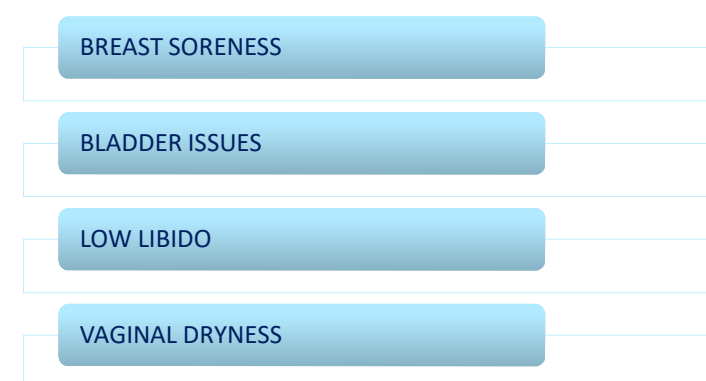 BREAST SORENESS
BLADDER ISSUES
LOW LIBIDO
VAGINAL DRYNESS